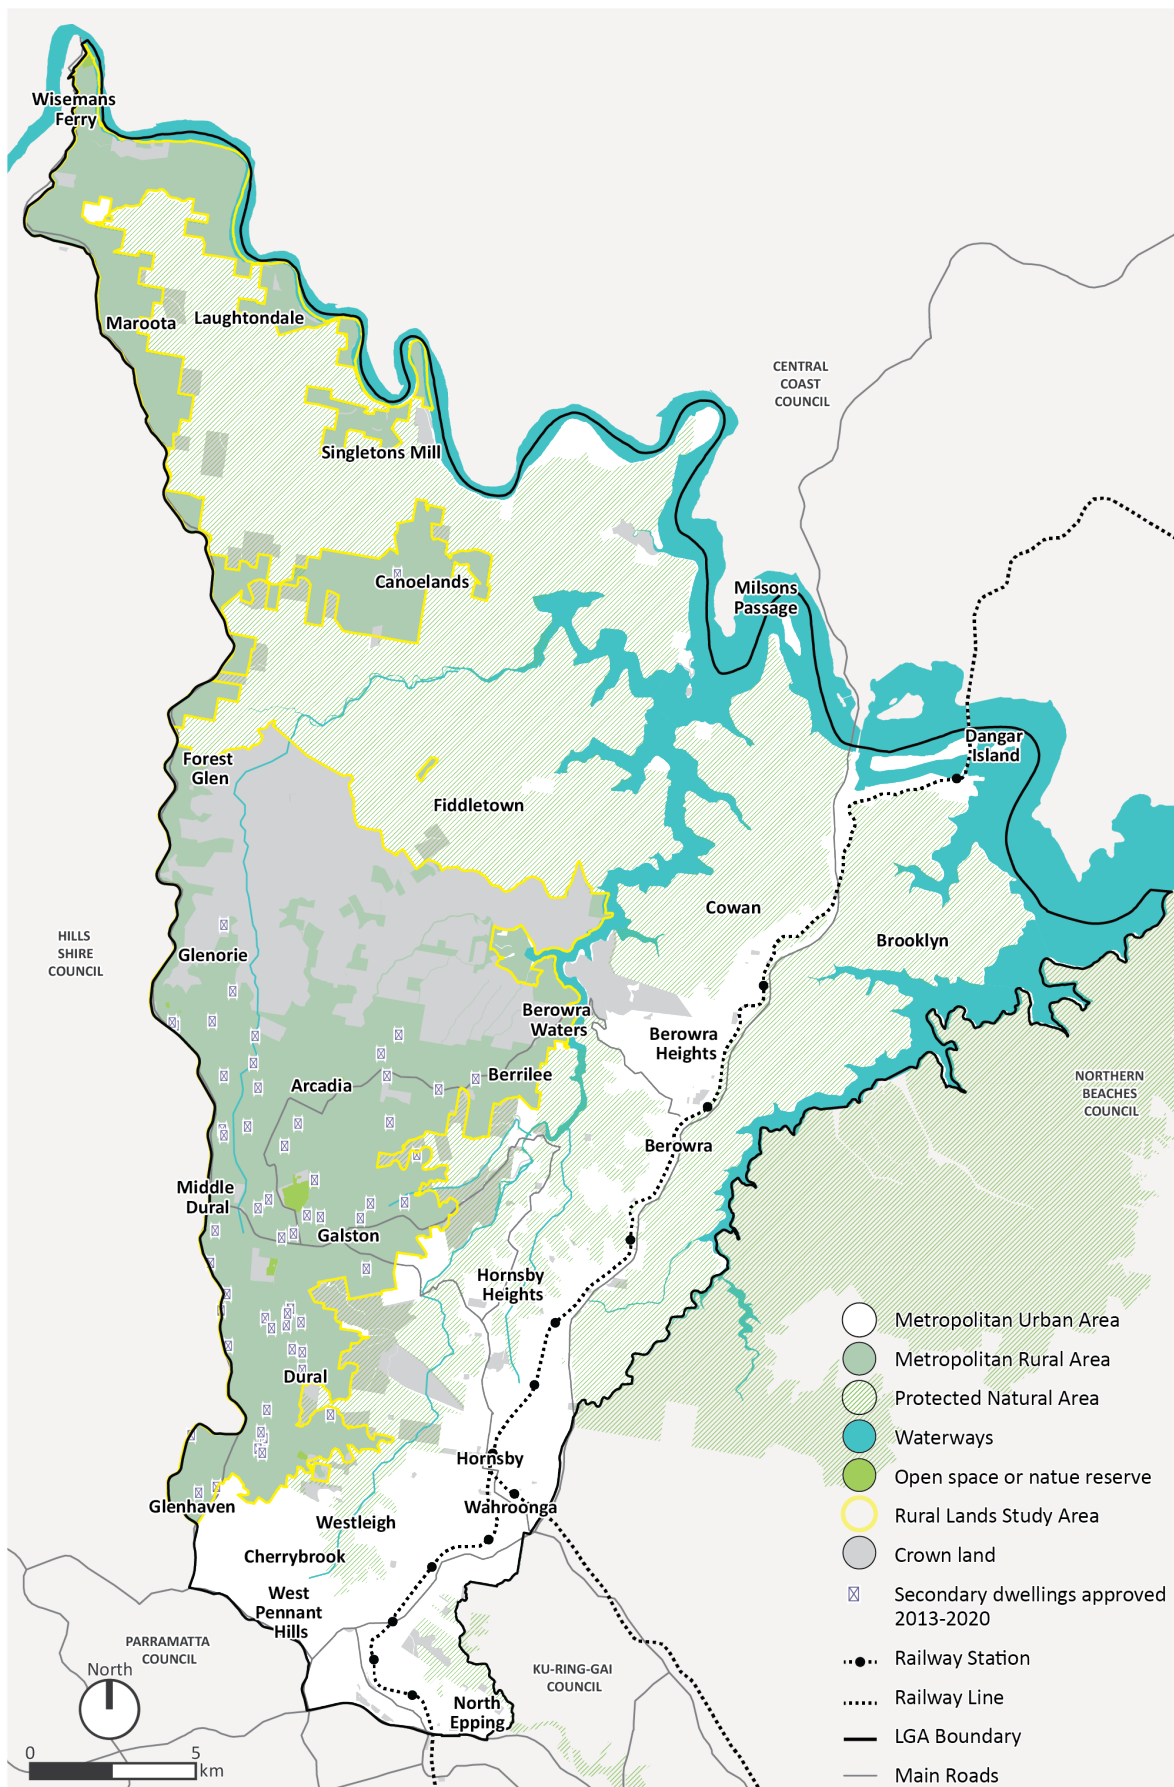 Wisemans
Ferry
Maroota
Laughtondale
CENTRAL
COAST
COUNCIL
Singletons Mill
Canoelands
Milsons
Passage
Dangar
Island
Forest
Glen
Fiddletown
Cowan
Brooklyn
HILLS
SHIRE
COUNCIL
Glenorie
Berowra
Waters
Berowra
Heights
Berrilee
Arcadia
NORTHERN
BEACHES
COUNCIL
Berowra
Middle
Dural
Galston
Hornsby
Heights
Dural
Hornsby
Glenhaven
Wahroonga
Westleigh
Cherrybrook
West
Pennant
Hills
PARRAMATTA
COUNCIL
KU-RING-GAI
COUNCIL
North
Epping
North
0
5
km
Metropolitan Urban Area
Metropolitan Rural Area
Protected Natural Area
Waterways
Open space or natue reserve
Rural Lands Study Area
Crown land
Secondary dwellings approved
2013-2020
Railway Station
Railway Line
LGA Boundary
Main Roads